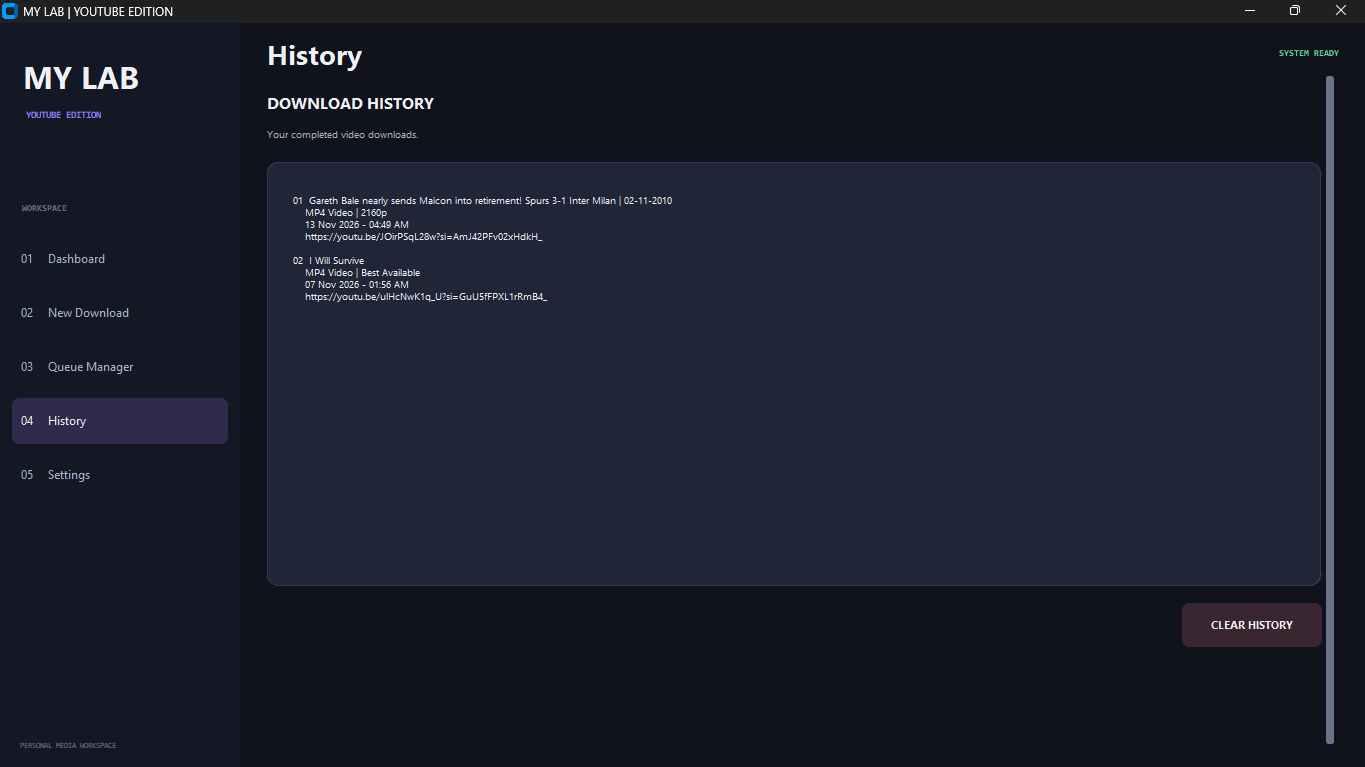 MY LAB | YOUTUBE EDITION
MY LAB
YOUTUBE EDITION
WORKSPACE
01 Dashboard
02 New Download
03 Queue Manager
04 History
05 Settings
PERSONAL MEDIA WORKSPACE
History
SYSTEM READY
DOWNLOAD HISTORY
Your completed video downloads.
01 Gareth Bale nearly sends Maicon into retirement! Spurs 3-1 Inter Milan | 02-11-2010
MP4 Video | 2160p
13 Nov 2026 - 04:49 AM
https://youtu.be/JOirPSqL28w?si=AmJ42PFv02xHdkH_
02 I Will Survive
MP4 Video | Best Available
07 Nov 2026 - 01:56 AM
https://youtu.be/ulHcNwK1q_U?si=GuU5fFPXL1rRmB4_
CLEAR HISTORY